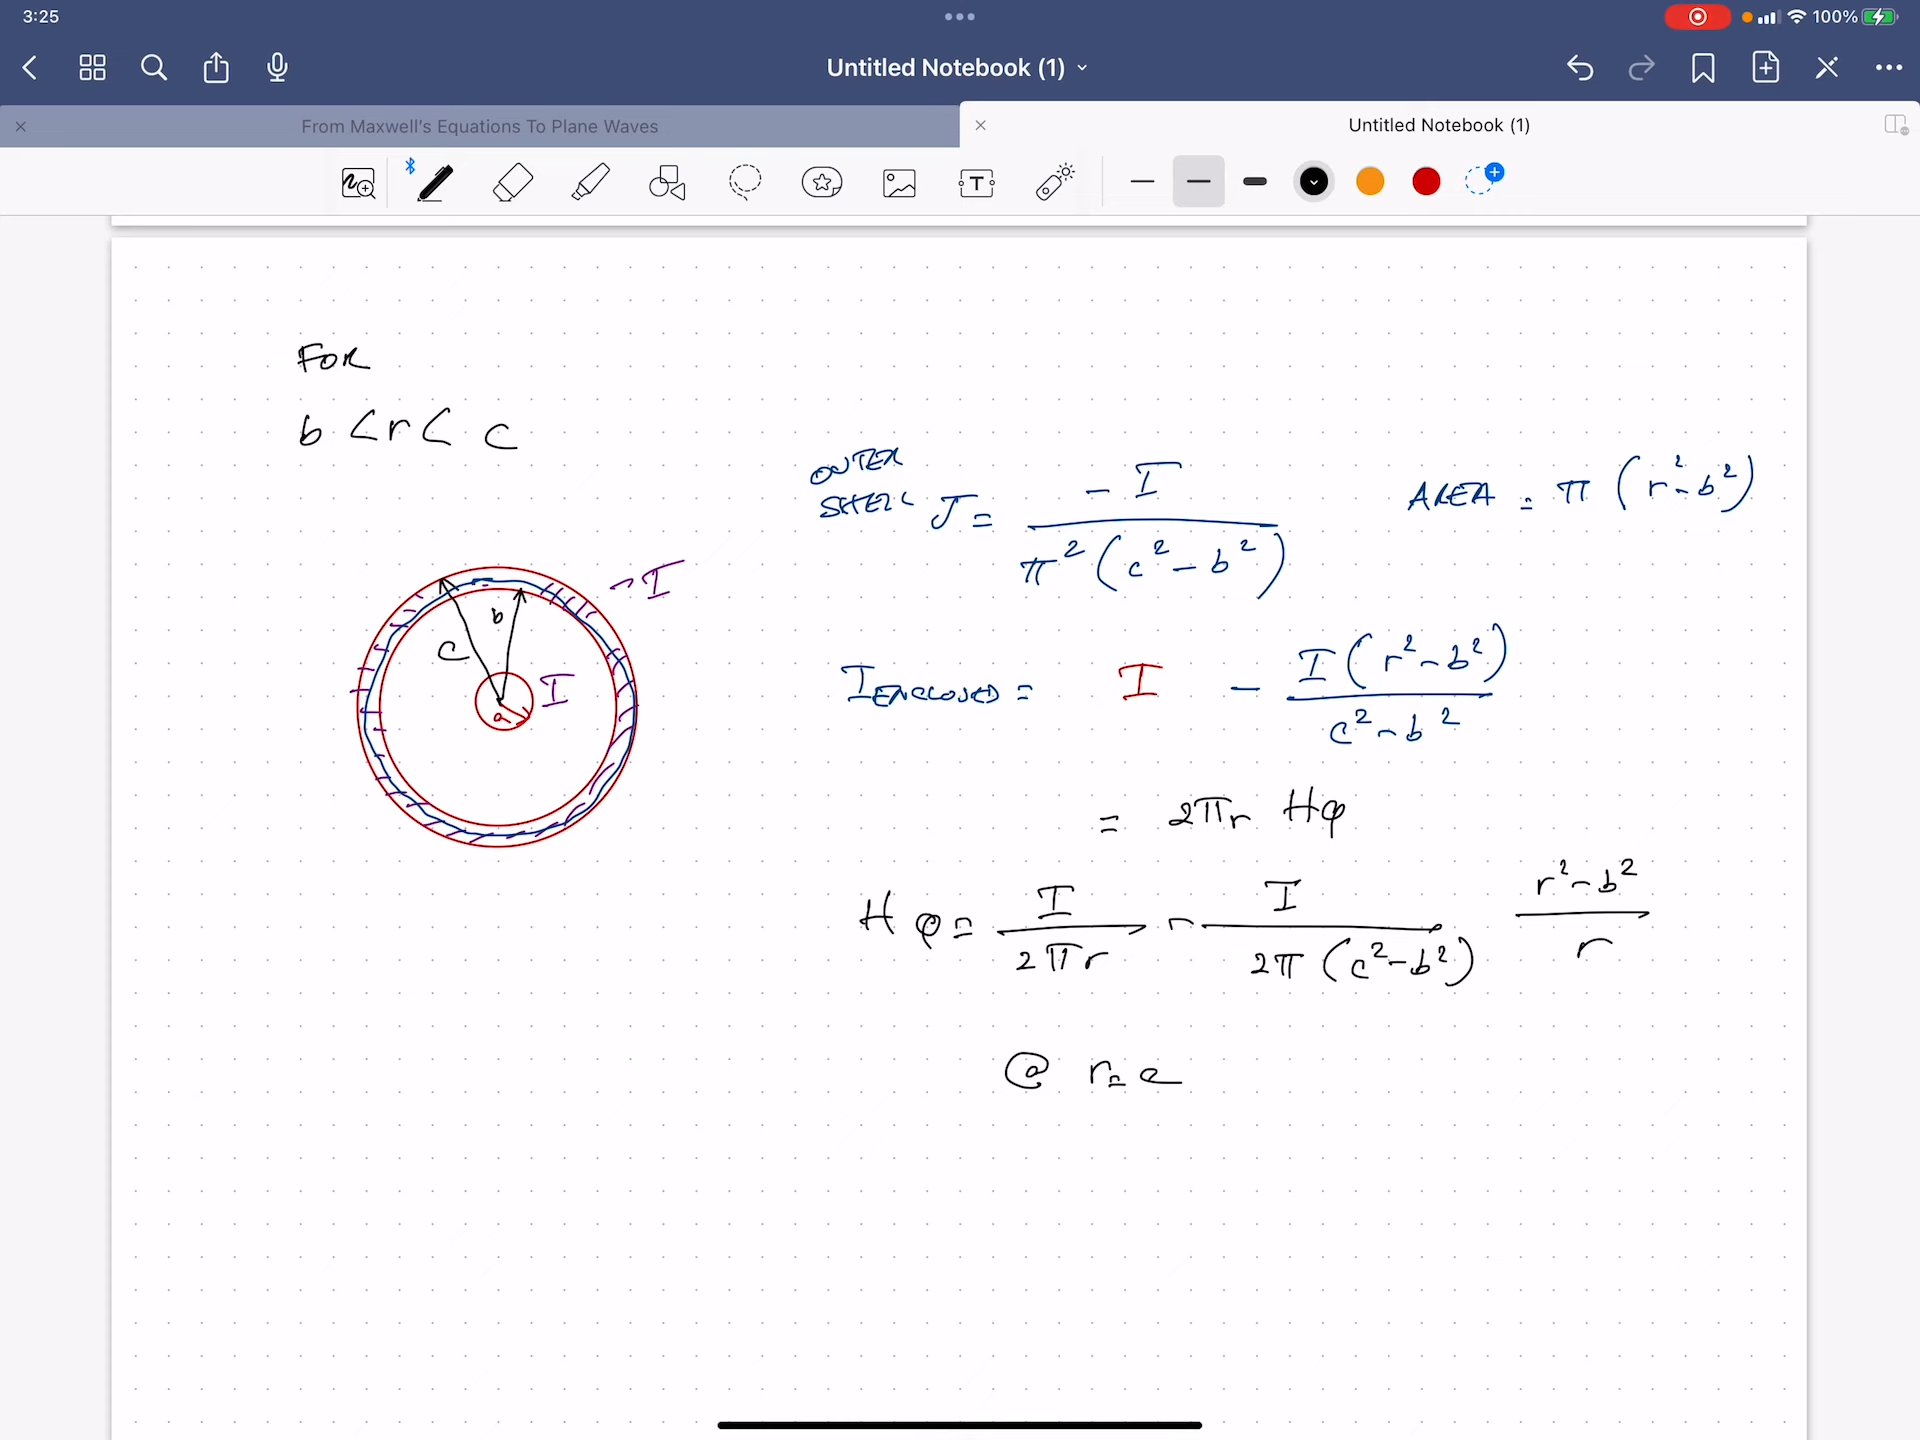 3:25
100%
Untitled Notebook (1)
From Maxwell's Equations To Plane Waves
Untitled Notebook (1)
T
FOR
b < r < c
OUTER SHELL J = -I / π² (c² - b²)
AREA = π (r² - b²)
-I
b
c
I
a
I ENCLOSED = I - I (r² - b²) / c² - b²
= 2πr Hφ
Hφ = I / 2πr - I / 2π (c² - b²) r² - b² / r
@ r = c